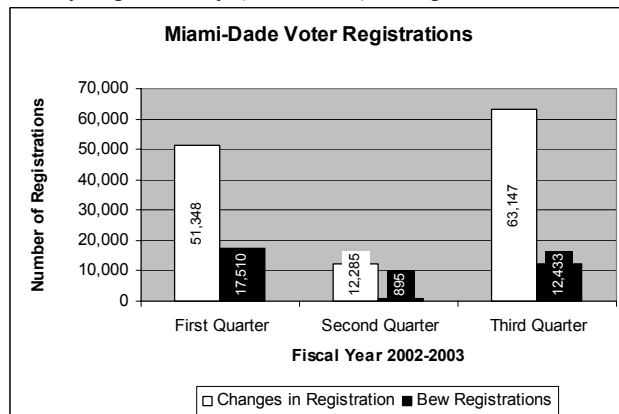 Miami-Dade Voter Registrations
Number of Registrations
70,000
60,000
50,000
40,000
30,000
20,000
10,000
0
51,348
17,510
12,285
895
63,147
12,433
First Quarter Second Quarter Third Quarter
Fiscal Year 2002-2003
Changes in Registration Bew Registrations